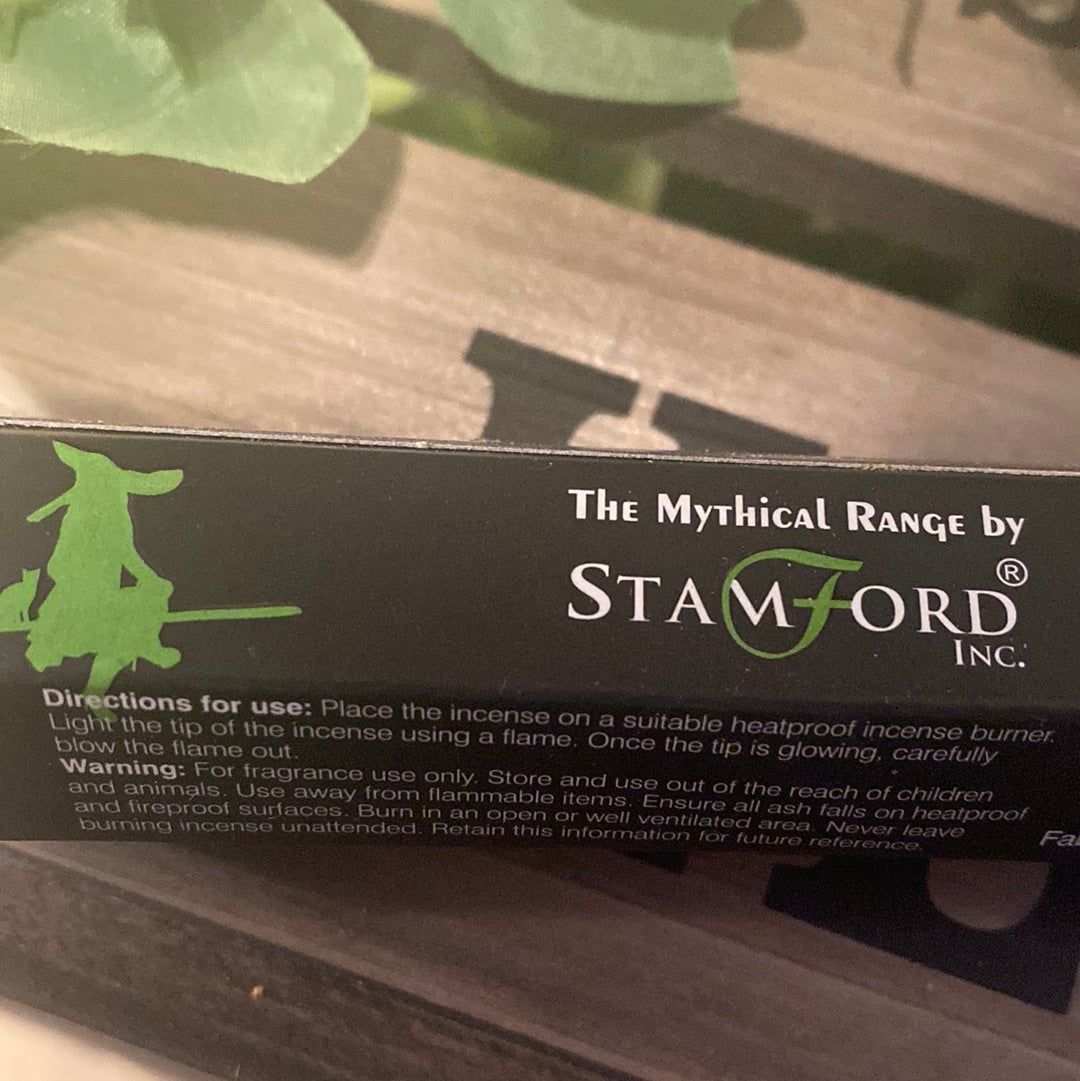 The Mythical Range by
STAMFORD®
INC.
Directions for use: Place the incense on a suitable heatproof incense burner.
Light the tip of the incense using a flame. Once the tip is glowing, carefully
blow the flame out.
Warning: For fragrance use only. Store and use out of the reach of children
and animals. Use away from flammable items. Ensure all ash falls on heatproof
and fireproof surfaces. Burn in an open or well ventilated area. Never leave
burning incense unattended. Retain this information for future reference.